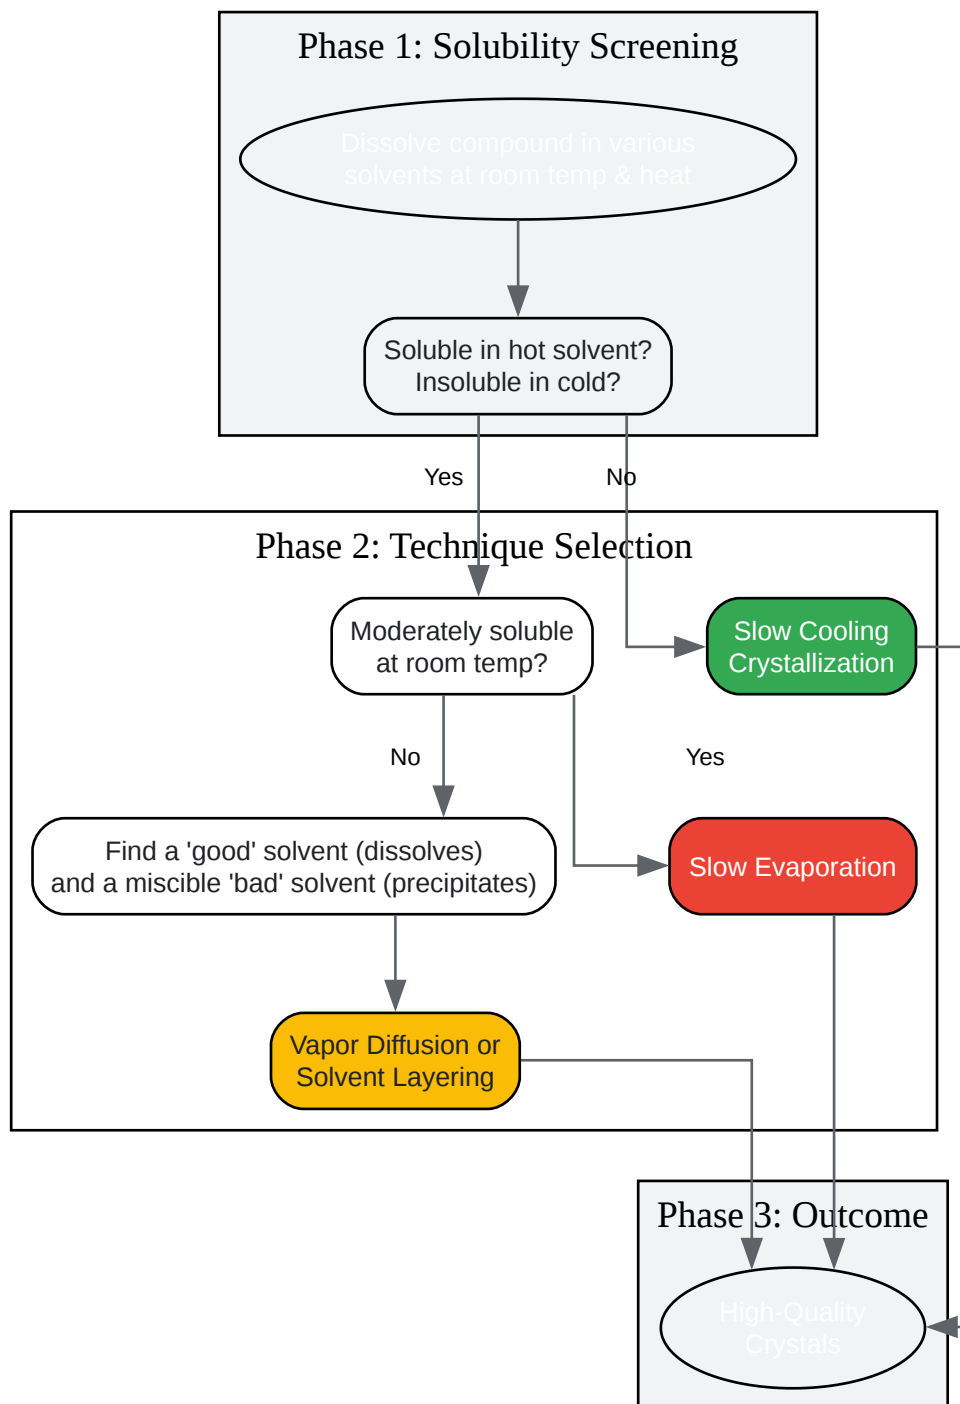 Phase 1: Solubility Screening
Dissolve compound in various
solvents at room temp & heat
Soluble in hot solvent?
Insoluble in cold?
Yes
No
Phase 2: Technique Selection
Moderately soluble
at room temp?
Slow Cooling
Crystallization
No
Yes
Find a 'good' solvent (dissolves)
and a miscible 'bad' solvent (precipitates)
Slow Evaporation
Vapor Diffusion or
Solvent Layering
Phase 3: Outcome
High-Quality
Crystals